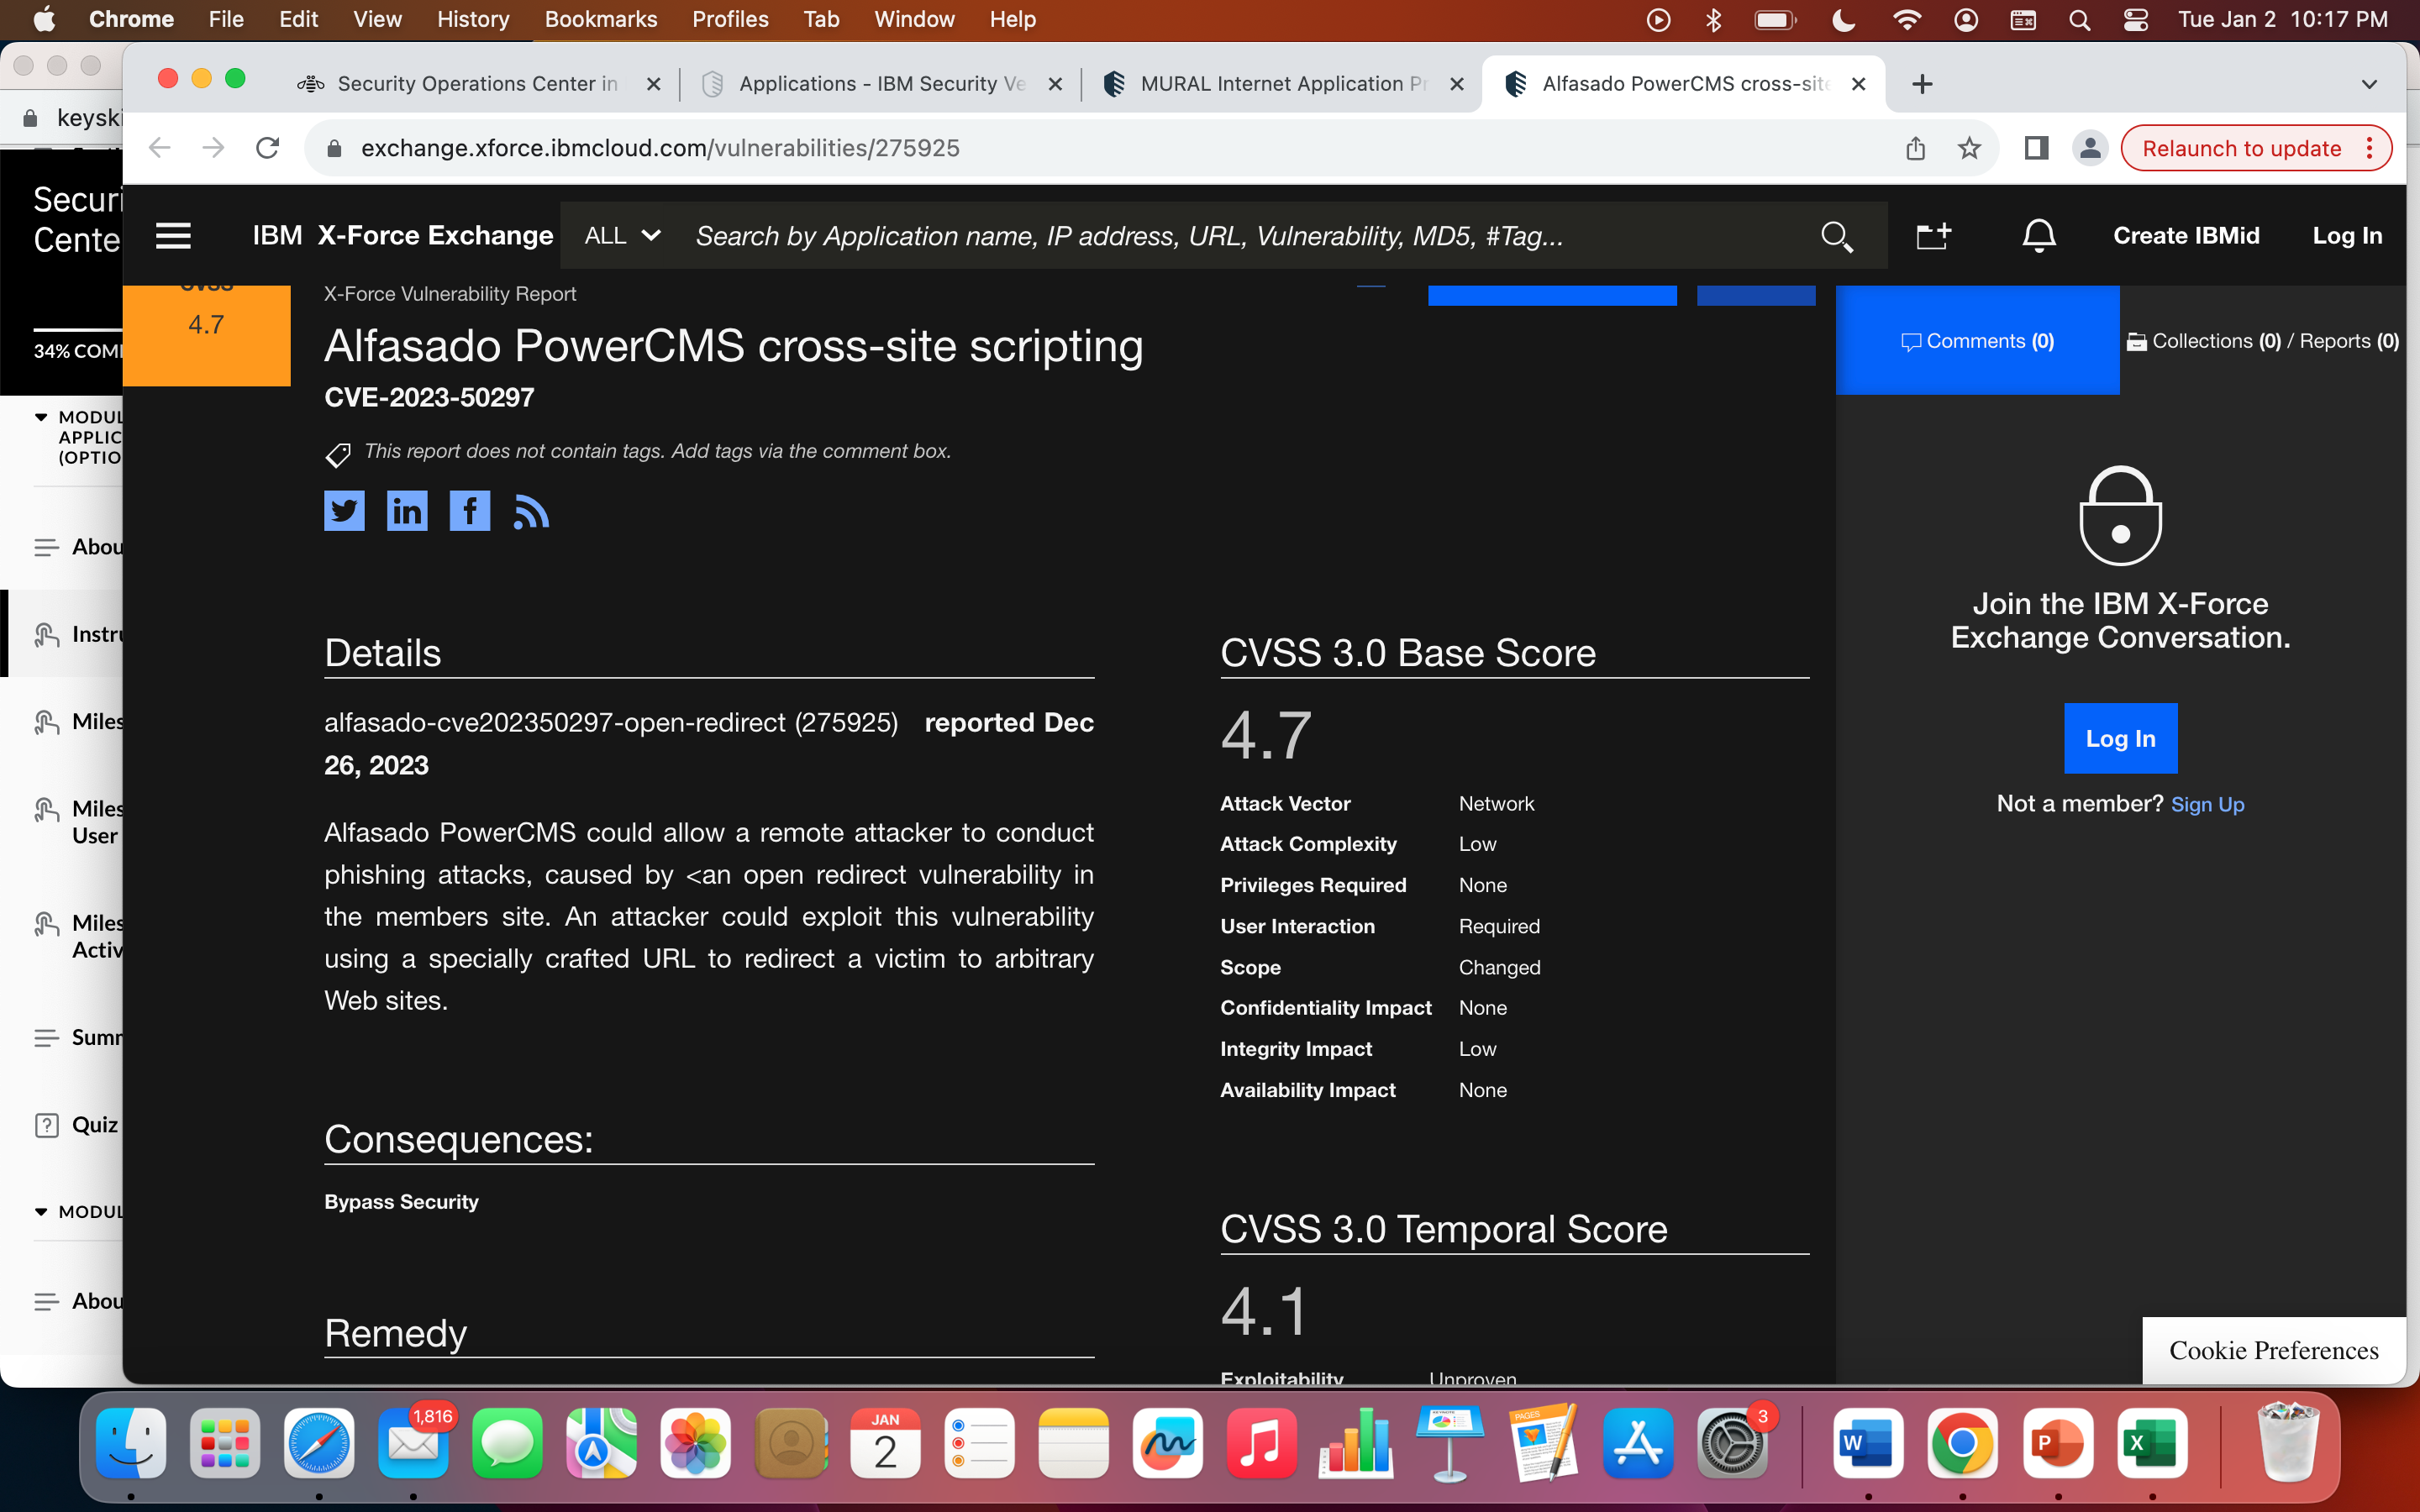 Chrome File Edit View History Bookmarks Profiles Tab Window Help Tue Jan 2 10:17 PM
Security Operations Center in
Applications - IBM Security Ve
MURAL Internet Application Pr
Alfasado PowerCMS cross-site
keyski
exchange.xforce.ibmcloud.com/vulnerabilities/275925
Relaunch to update
Securi
Cente
34% COM
MODUL
APPLIC
(OPTIO
Abou
Instru
Miles
Miles
User
Miles
Activ
Summ
Quiz
MODUL
Abou
IBM X-Force Exchange
ALL
Search by Application name, IP address, URL, Vulnerability, MD5, #Tag...
Create IBMid
Log In
CVSS
4.7
X-Force Vulnerability Report
Alfasado PowerCMS cross-site scripting
CVE-2023-50297
This report does not contain tags. Add tags via the comment box.
Details
alfasado-cve202350297-open-redirect (275925) reported Dec
26, 2023
Alfasado PowerCMS could allow a remote attacker to conduct
phishing attacks, caused by <an open redirect vulnerability in
the members site. An attacker could exploit this vulnerability
using a specially crafted URL to redirect a victim to arbitrary
Web sites.
Consequences:
Bypass Security
Remedy
CVSS 3.0 Base Score
4.7
Attack Vector Network
Attack Complexity Low
Privileges Required None
User Interaction Required
Scope Changed
Confidentiality Impact None
Integrity Impact Low
Availability Impact None
CVSS 3.0 Temporal Score
4.1
Exploitability Unproven
Comments (0)
Collections (0) / Reports (0)
Join the IBM X-Force
Exchange Conversation.
Log In
Not a member? Sign Up
Cookie Preferences
1,816
JAN
2
PAGES
3
W
P
X